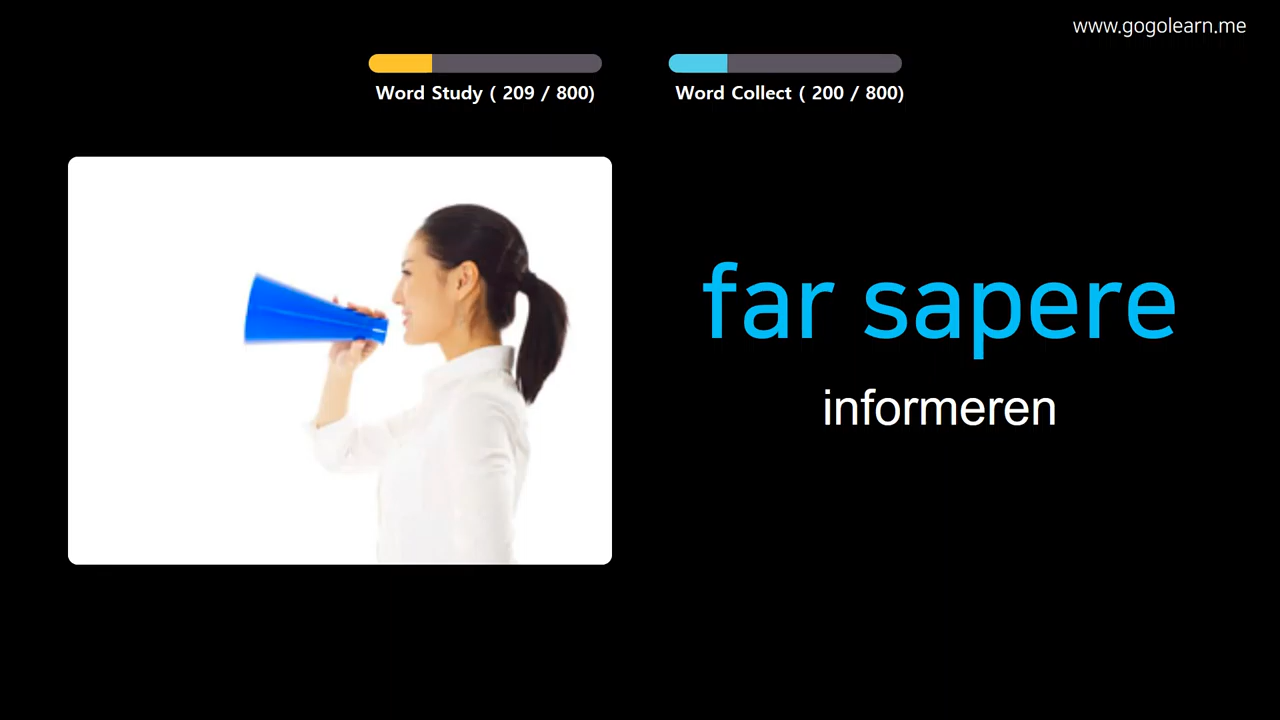 www.gogolearn.me
Word Study ( 209 / 800)
Word Collect ( 200 / 800)
far sapere
informeren